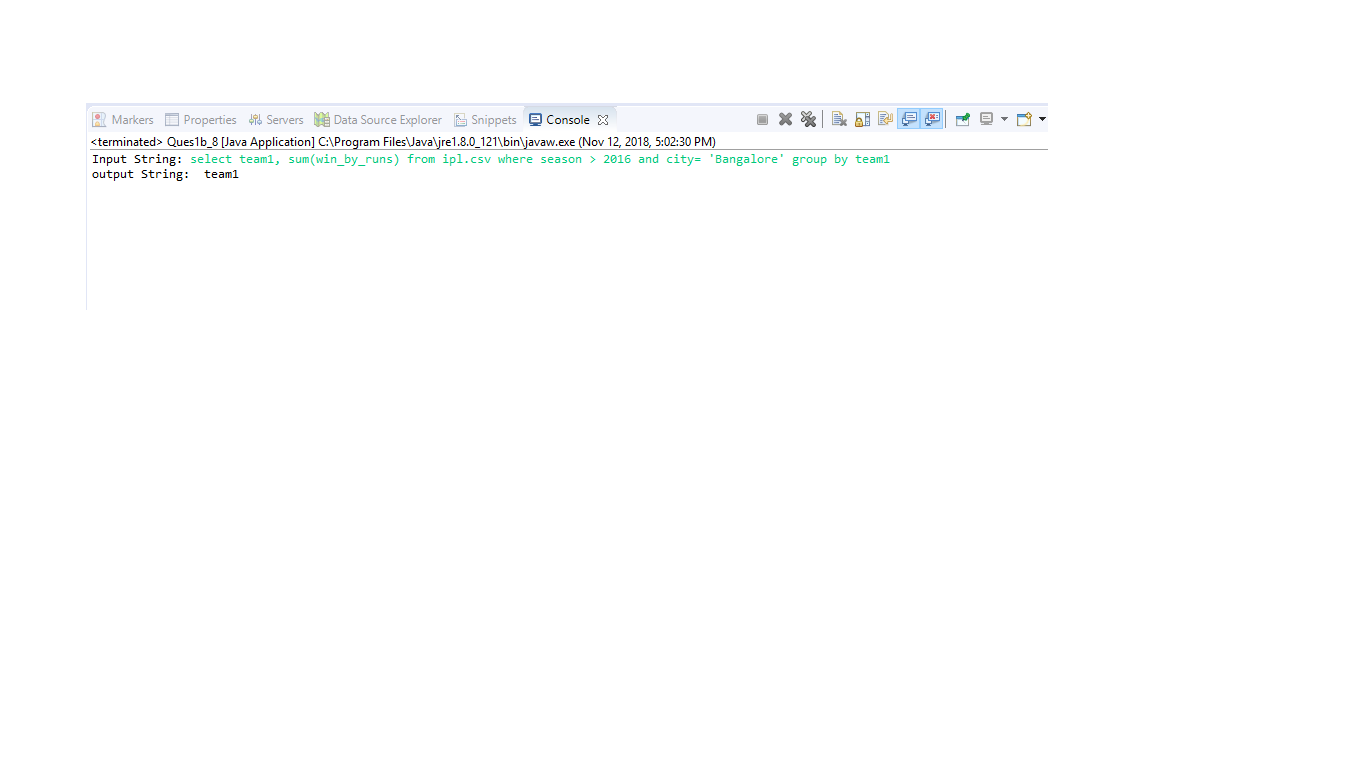 Markers Properties Servers Data Source Explorer Snippets Console
<terminated> Ques1b_8 [Java Application] C:\Program Files\Java\jre1.8.0_121\bin\javaw.exe (Nov 12, 2018, 5:02:30 PM)
Input String: select team1, sum(win_by_runs) from ipl.csv where season > 2016 and city= 'Bangalore' group by team1
output String:  team1